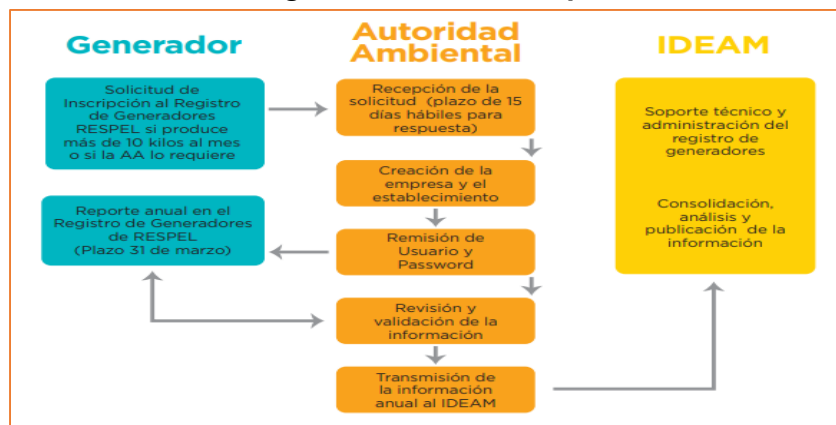 Generador
Solicitud de
Inscripción al Registro
de Generadores
RESPEL si produce
más de 10 kilos al mes
o si la AA lo requiere
Reporte anual en el
Registro de Generadores
de RESPEL
(Plazo 31 de marzo)
Autoridad
Ambiental
Recepción de la
solicitud (plazo de 15
días hábiles para
respuesta)
Creación de la
empresa y el
establecimiento
Remisión de
Usuario y
Password
Revisión y
validación de la
información
Transmisión de
la información
anual al IDEAM
IDEAM
Soporte técnico y
administración del
registro de
generadores
Consolidación,
análisis y
publicación de la
información